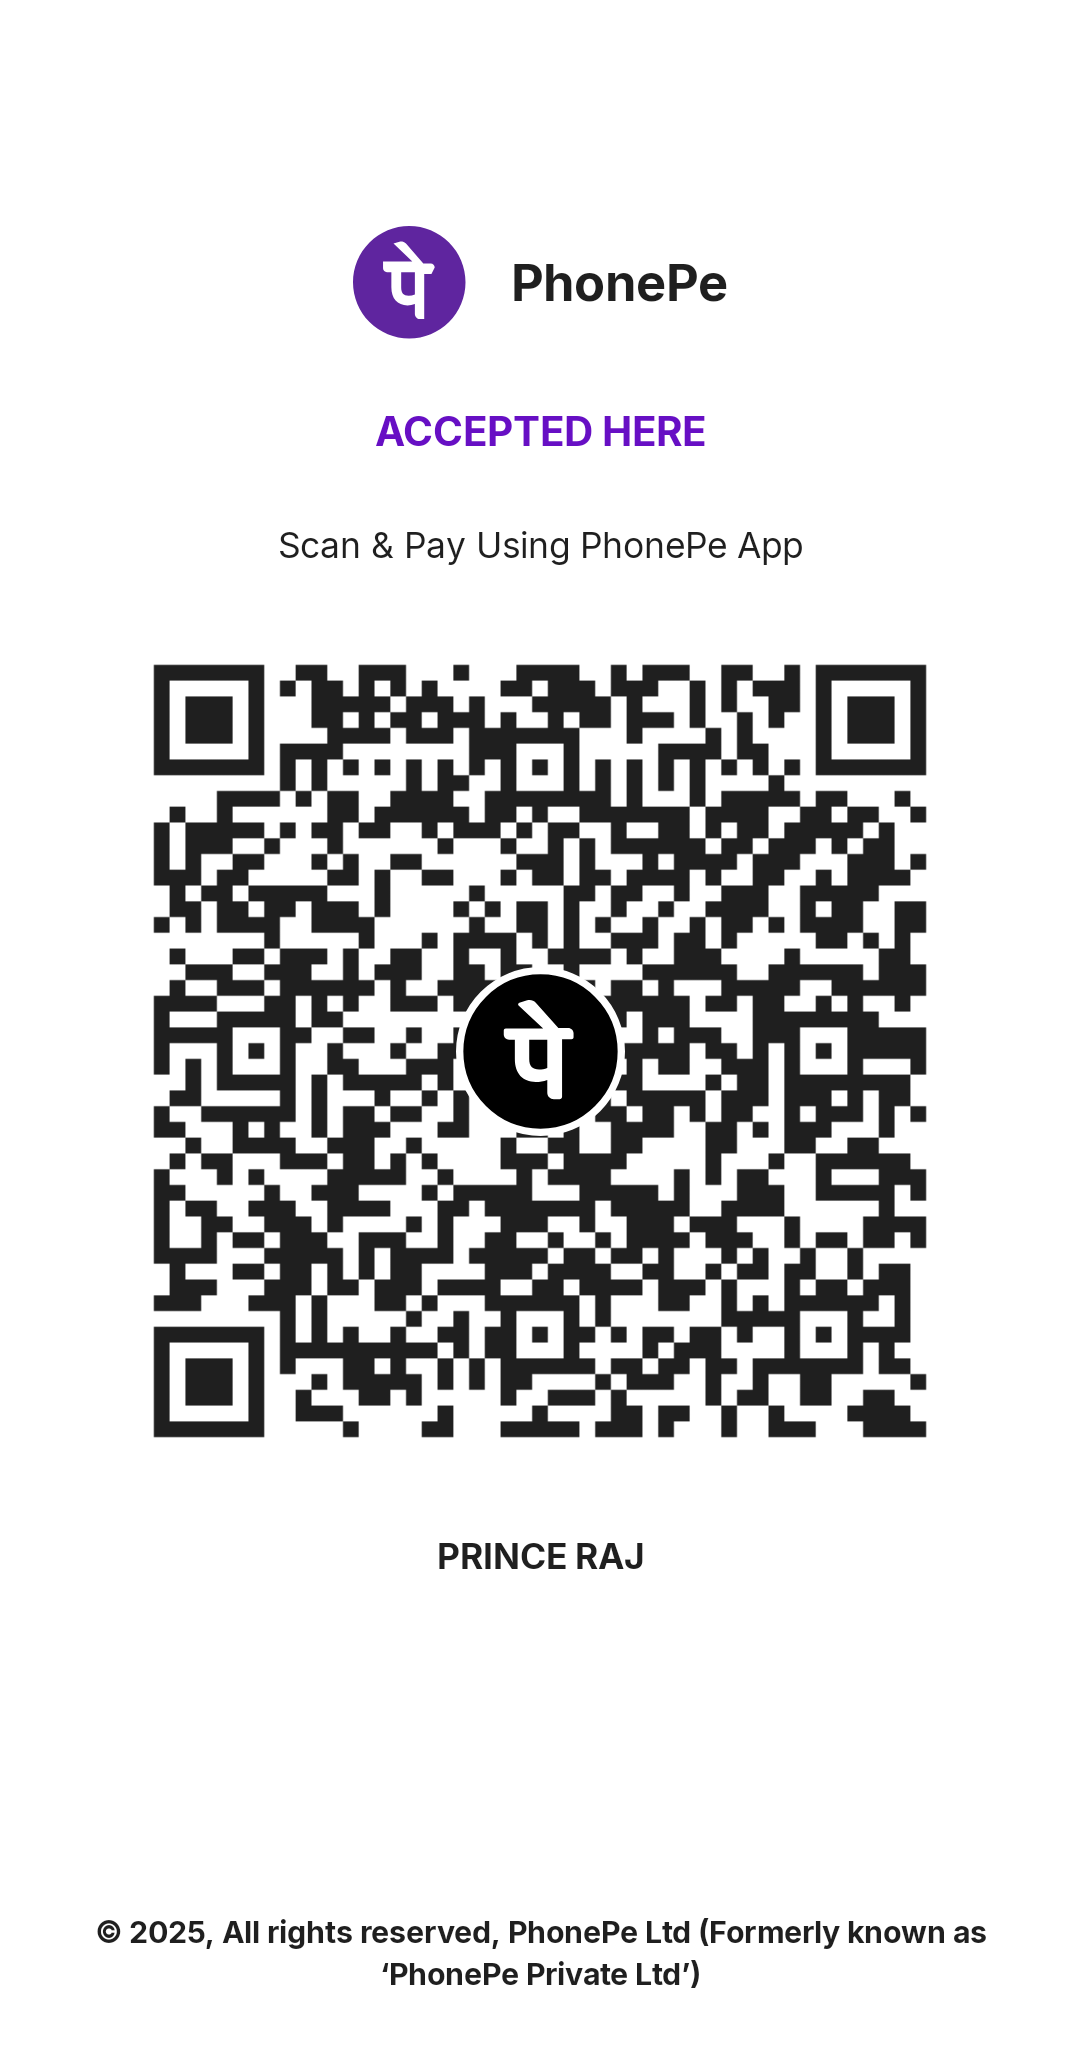 पे PhonePe
ACCEPTED HERE
Scan & Pay Using PhonePe App
पे
PRINCE RAJ
© 2025, All rights reserved, PhonePe Ltd (Formerly known as
‘PhonePe Private Ltd’)